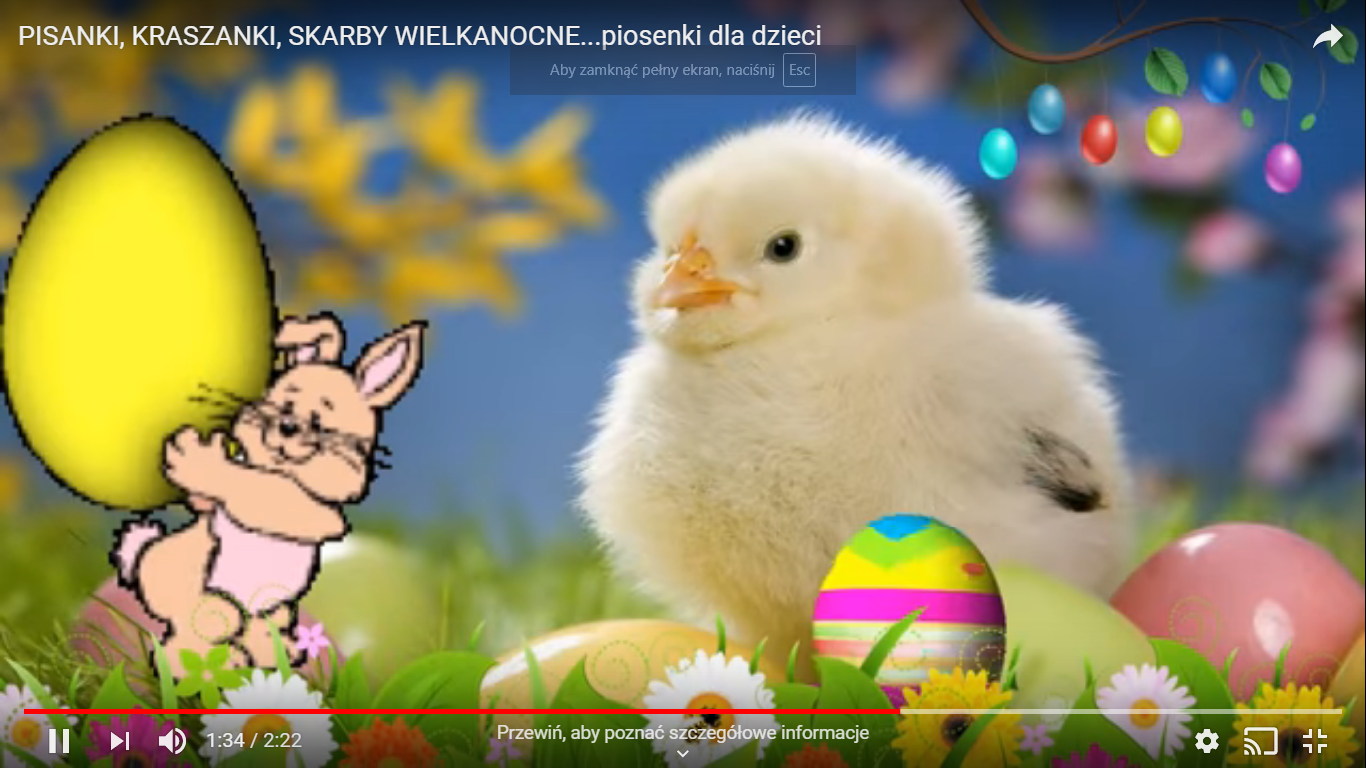 PISANKI, KRASZANKI, SKARBY WIELKANOCNE...piosenki dla dzieci
Aby zamknąć pełny ekran, naciśnij Esc
Przewiń, aby poznać szczegółowe informacje
1:34 / 2:22